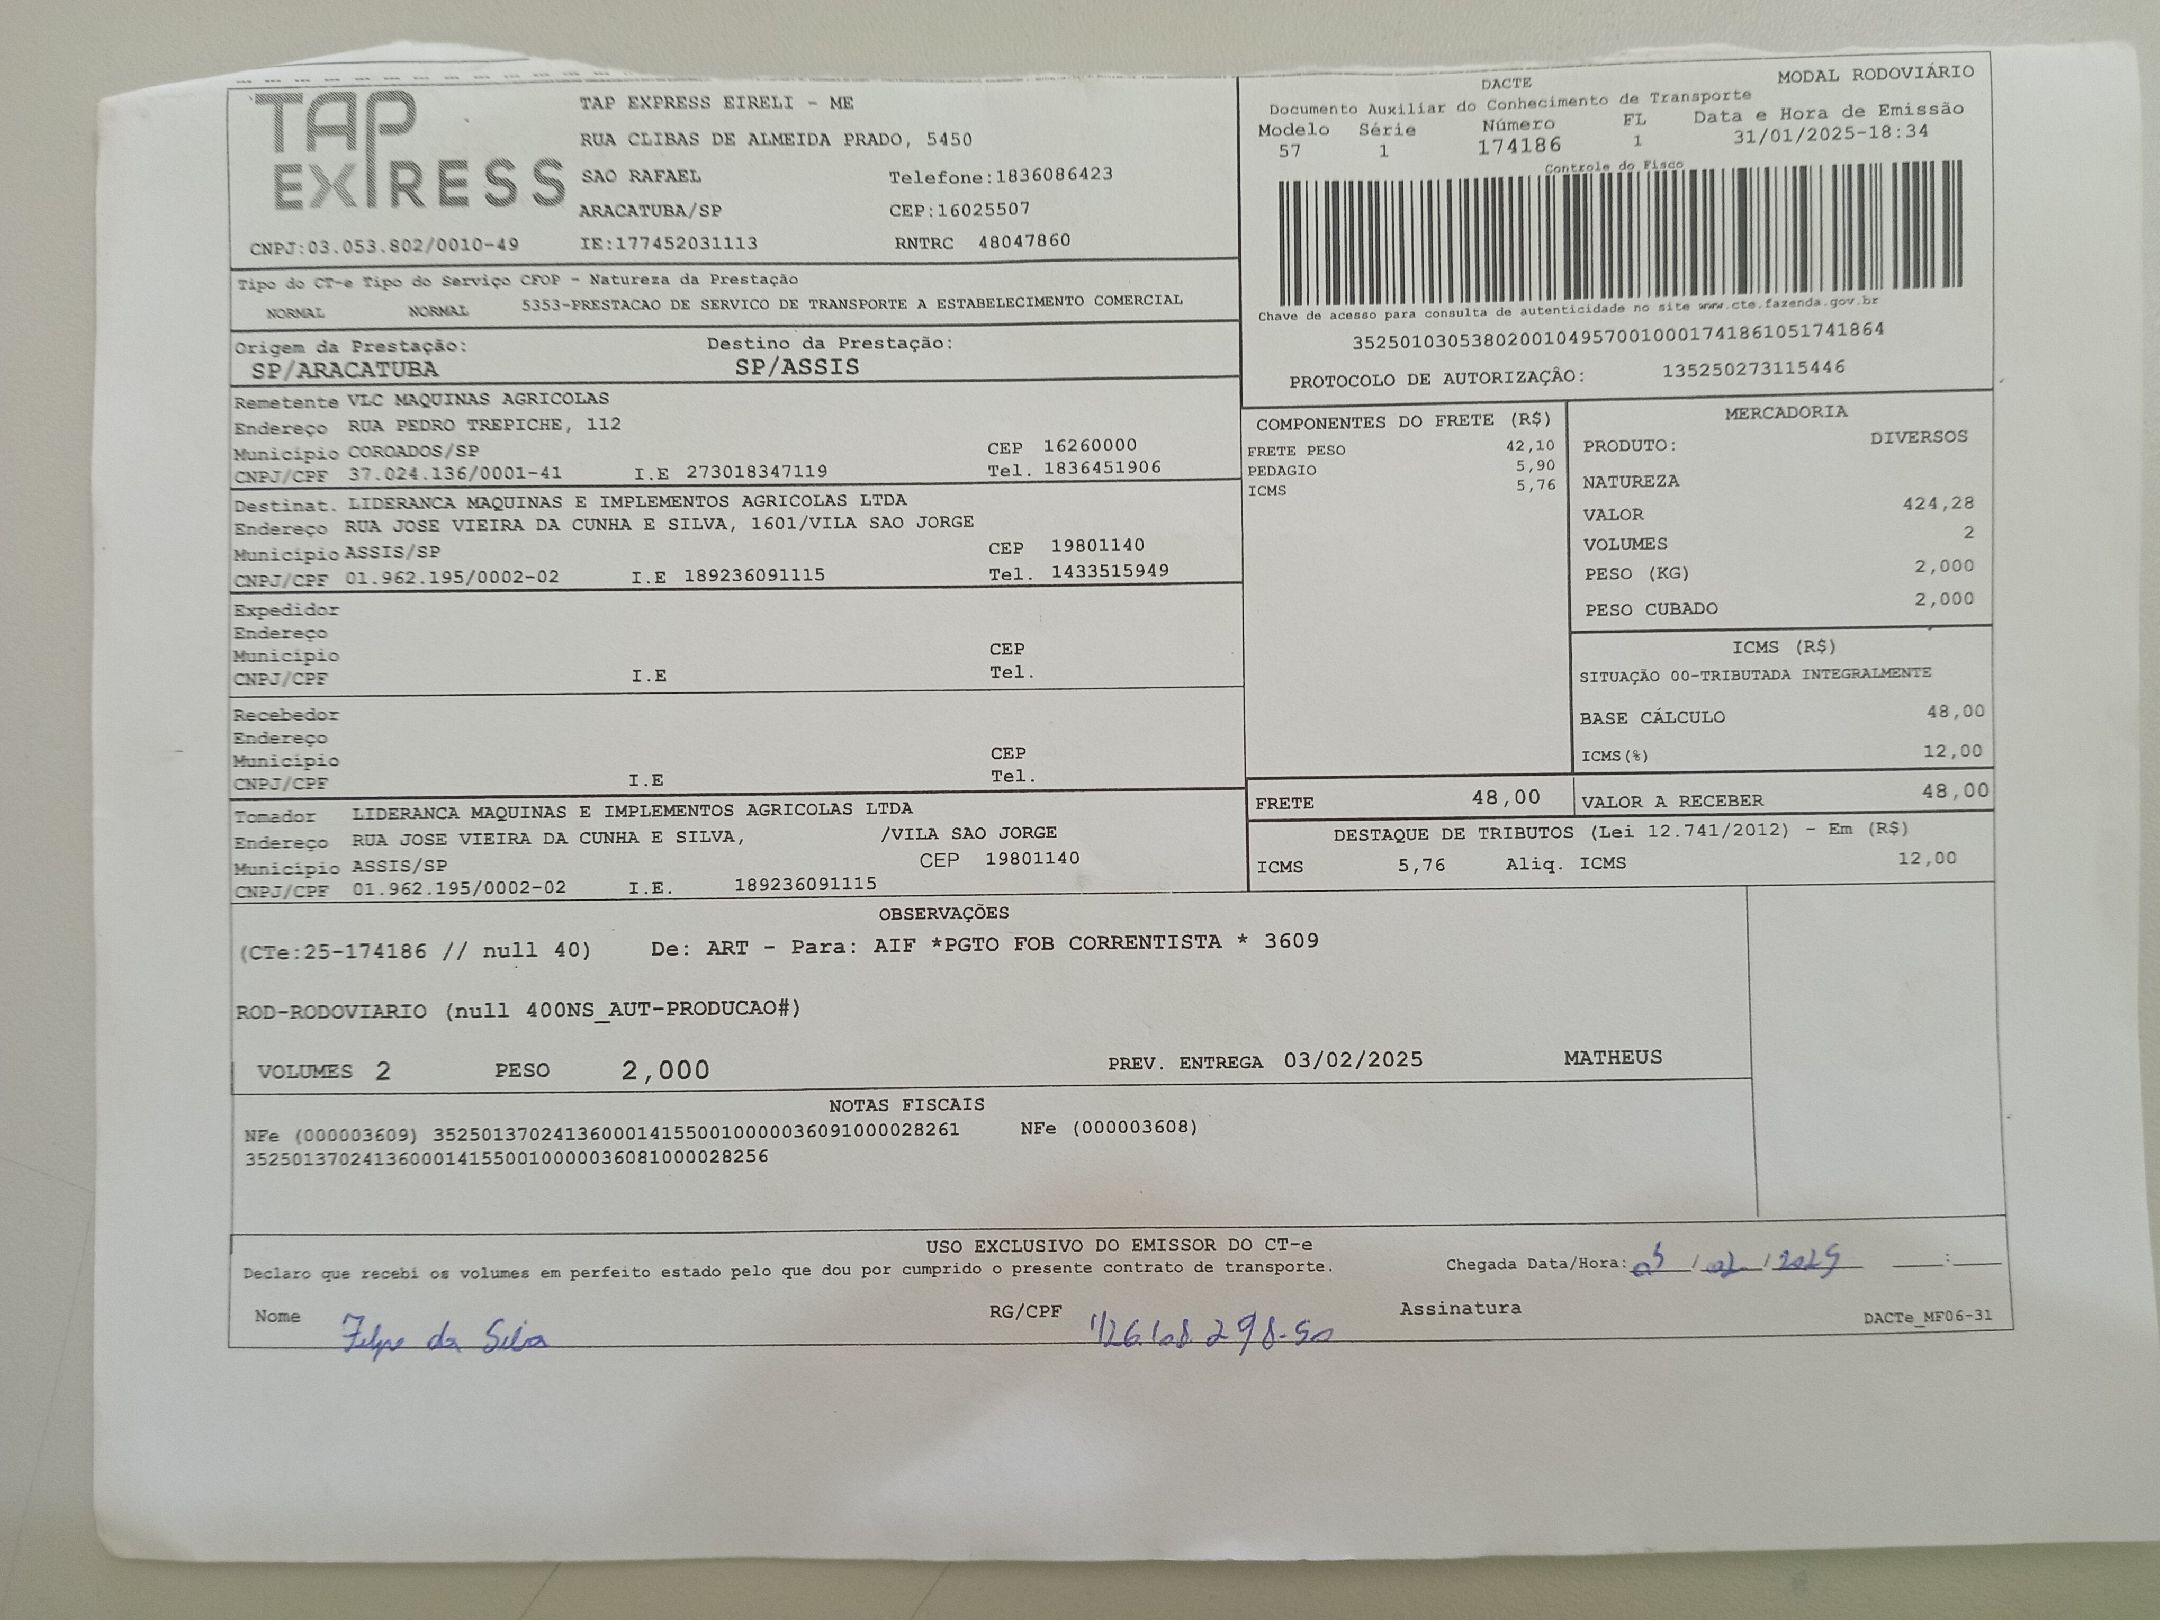 TAP EXPRESS
TAP EXPRESS EIRELI - ME
RUA CLIBAS DE ALMEIDA PRADO, 5450
SAO RAFAEL Telefone:1836086423
ARACATUBA/SP CEP:16025507
CNPJ:03.053.802/0010-49 IE:177452031113 RNTRC 48047860
DACTE MODAL RODOVIÁRIO
Documento Auxiliar do Conhecimento de Transporte
Modelo Série Número FL Data e Hora de Emissão
57 1 174186 1 31/01/2025-18:34
Controle do Fisco
Chave de acesso para consulta de autenticidade no site www.cte.fazenda.gov.br
35250103053802001049570010001741861051741864
PROTOCOLO DE AUTORIZAÇÃO: 135250273115446
Tipo do CT-e Tipo do Serviço CFOP - Natureza da Prestação
NORMAL NORMAL 5353-PRESTACAO DE SERVICO DE TRANSPORTE A ESTABELECIMENTO COMERCIAL
Origem da Prestação: Destino da Prestação:
SP/ARACATUBA SP/ASSIS
Remetente VLC MAQUINAS AGRICOLAS
Endereço RUA PEDRO TREPICHE, 112
Município COROADOS/SP CEP 16260000
CNPJ/CPF 37.024.136/0001-41 I.E 273018347119 Tel. 1836451906
Destinat. LIDERANCA MAQUINAS E IMPLEMENTOS AGRICOLAS LTDA
Endereço RUA JOSE VIEIRA DA CUNHA E SILVA, 1601/VILA SAO JORGE
Município ASSIS/SP CEP 19801140
CNPJ/CPF 01.962.195/0002-02 I.E 189236091115 Tel. 1433515949
Expedidor
Endereço
Município CEP
CNPJ/CPF I.E Tel.
Recebedor
Endereço
Município CEP
CNPJ/CPF I.E Tel.
Tomador LIDERANCA MAQUINAS E IMPLEMENTOS AGRICOLAS LTDA
Endereço RUA JOSE VIEIRA DA CUNHA E SILVA, /VILA SAO JORGE
Município ASSIS/SP CEP 19801140
CNPJ/CPF 01.962.195/0002-02 I.E. 189236091115
COMPONENTES DO FRETE (R$)
FRETE PESO 42,10
PEDAGIO 5,90
ICMS 5,76
MERCADORIA
PRODUTO: DIVERSOS
NATUREZA
VALOR 424,28
VOLUMES 2
PESO (KG) 2,000
PESO CUBADO 2,000
ICMS (R$)
SITUAÇÃO 00-TRIBUTADA INTEGRALMENTE
BASE CÁLCULO 48,00
ICMS(%) 12,00
FRETE 48,00 VALOR A RECEBER 48,00
DESTAQUE DE TRIBUTOS (Lei 12.741/2012) - Em (R$)
ICMS 5,76 Aliq. ICMS 12,00
OBSERVAÇÕES
(CTe:25-174186 // null 40) De: ART - Para: AIF *PGTO FOB CORRENTISTA * 3609
ROD-RODOVIARIO (null 400NS_AUT-PRODUCAO#)
VOLUMES 2 PESO 2,000 PREV. ENTREGA 03/02/2025 MATHEUS
NOTAS FISCAIS
NFe (000003609) 35250137024136000141550010000036091000028261 NFe (000003608)
35250137024136000141550010000036081000028256
USO EXCLUSIVO DO EMISSOR DO CT-e
Declaro que recebi os volumes em perfeito estado pelo que dou por cumprido o presente contrato de transporte. Chegada Data/Hora: 03/02/2025 :
Nome Felipe da Silva RG/CPF Assinatura
DACTe_MF06-31